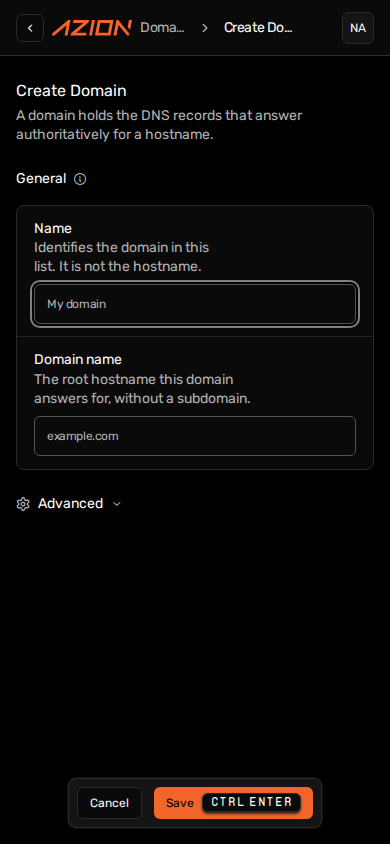 AZION Doma... Create Do... NA
Create Domain
A domain holds the DNS records that answer
authoritatively for a hostname.
General
Name
Identifies the domain in this
list. It is not the hostname.
My domain
Domain name
The root hostname this domain
answers for, without a subdomain.
example.com
Advanced
Cancel Save CTRL ENTER